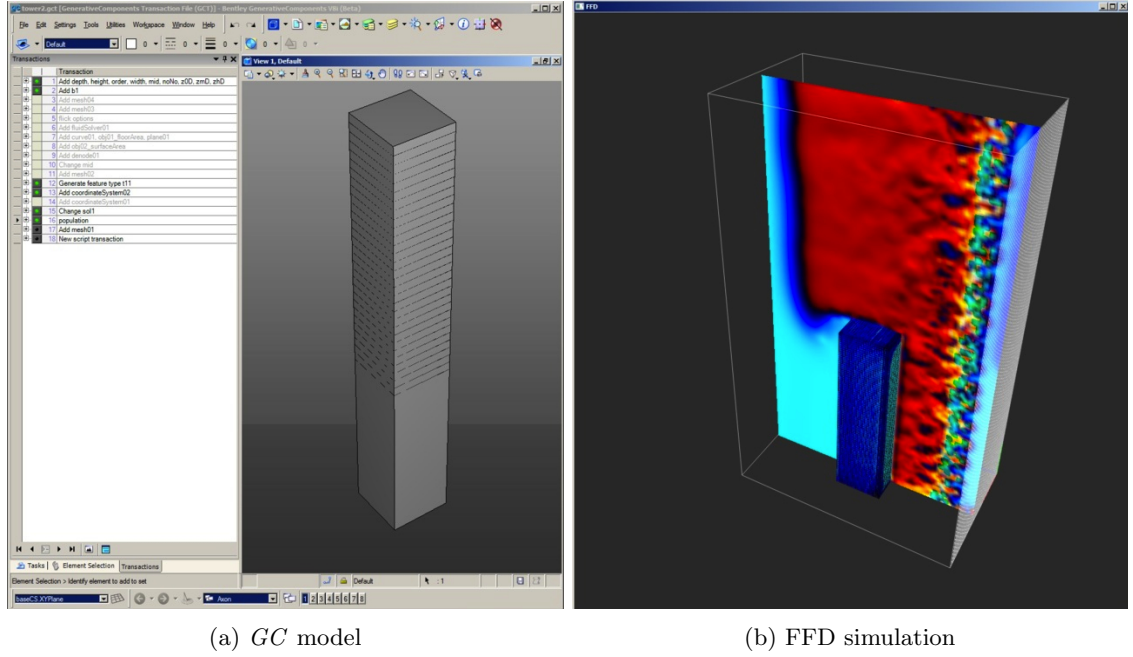 tower2.gct [GenerativeComponents Transaction File (GCT)] - Bentley GenerativeComponents V8i (Beta)
File Edit Settings Tools Utilities Workspace Window Help
Default 0 0 0 0 0
Transactions
Transaction
1 Add depth, height, order, width, mid, noNo, z0D, zmD, zhD
2 Add b1
3 Add mesh04
4 Add mesh03
5 flick options
6 Add fluidSolver01
7 Add curve01, obj01_floorArea, plane01
8 Add obj02_surfaceArea
9 Add denode01
10 Change mid
11 Add mesh02
12 Generate feature type t11
13 Add coordinateSystem02
14 Add coordinateSystem01
15 Change sol1
16 population
17 Add mesh01
18 New script transaction
Tasks Element Selection Transactions
Element Selection > Identify element to add to set
baseCS.XYPlane
View 1, Default
Default : 1
Axon 1 2 3 4 5 6 7 8
FFD
(a) GC model
(b) FFD simulation